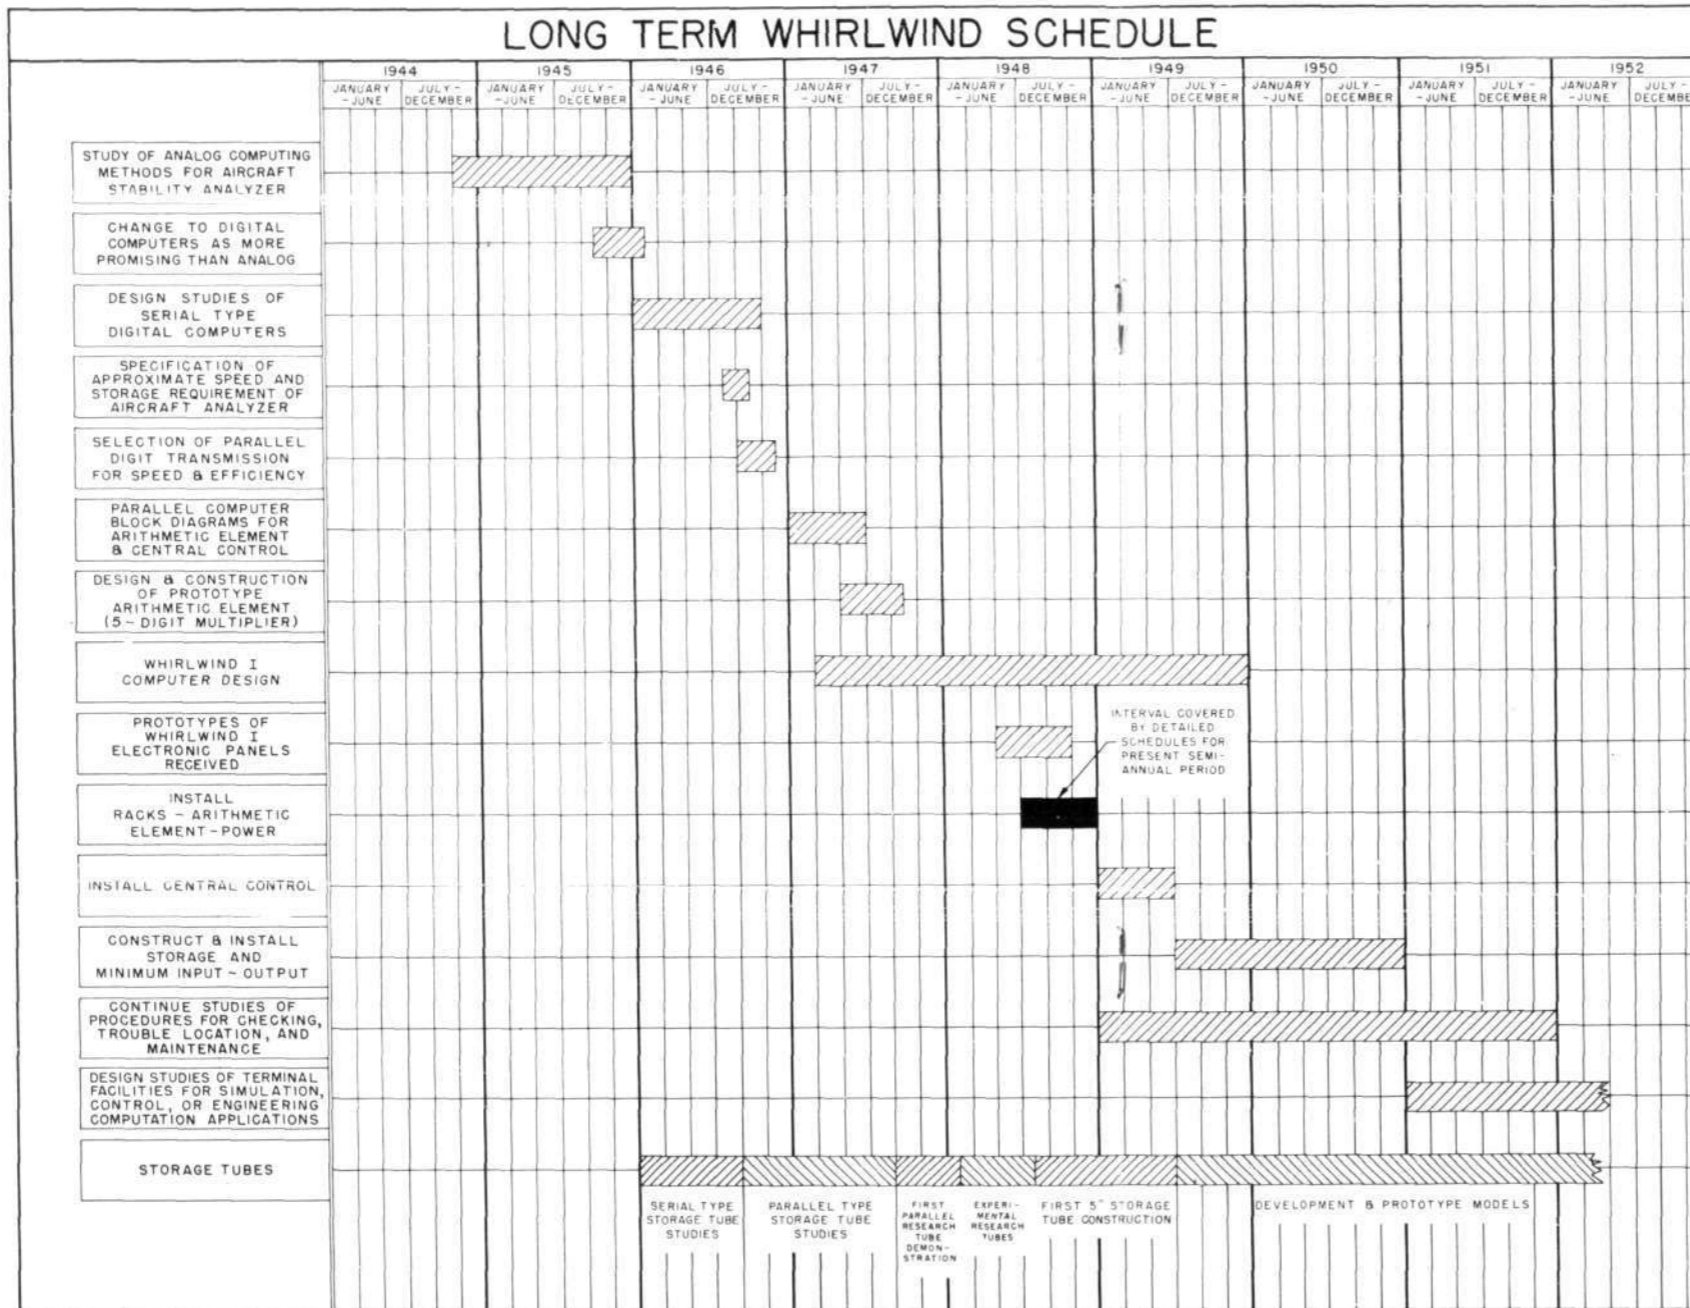 LONG TERM WHIRLWIND SCHEDULE
1944 1945 1946 1947 1948 1949 1950 1951 1952
JANUARY JULY - JANUARY JULY - JANUARY JULY - JANUARY JULY - JANUARY JULY - JANUARY JULY - JANUARY JULY - JANUARY JULY - JANUARY JULY -
- JUNE DECEMBER - JUNE DECEMBER - JUNE DECEMBER - JUNE DECEMBER - JUNE DECEMBER - JUNE DECEMBER - JUNE DECEMBER - JUNE DECEMBER - JUNE DECEMBER
STUDY OF ANALOG COMPUTING
METHODS FOR AIRCRAFT
STABILITY ANALYZER
CHANGE TO DIGITAL
COMPUTERS AS MORE
PROMISING THAN ANALOG
DESIGN STUDIES OF
SERIAL TYPE
DIGITAL COMPUTERS
SPECIFICATION OF
APPROXIMATE SPEED AND
STORAGE REQUIREMENT OF
AIRCRAFT ANALYZER
SELECTION OF PARALLEL
DIGIT TRANSMISSION
FOR SPEED & EFFICIENCY
PARALLEL COMPUTER
BLOCK DIAGRAMS FOR
ARITHMETIC ELEMENT
& CENTRAL CONTROL
DESIGN & CONSTRUCTION
OF PROTOTYPE
ARITHMETIC ELEMENT
(5 - DIGIT MULTIPLIER)
WHIRLWIND I
COMPUTER DESIGN
PROTOTYPES OF
WHIRLWIND I
ELECTRONIC PANELS
RECEIVED
INTERVAL COVERED
BY DETAILED
SCHEDULES FOR
PRESENT SEMI-
ANNUAL PERIOD
INSTALL
RACKS - ARITHMETIC
ELEMENT - POWER
INSTALL CENTRAL CONTROL
CONSTRUCT & INSTALL
STORAGE AND
MINIMUM INPUT - OUTPUT
CONTINUE STUDIES OF
PROCEDURES FOR CHECKING,
TROUBLE LOCATION, AND
MAINTENANCE
DESIGN STUDIES OF TERMINAL
FACILITIES FOR SIMULATION,
CONTROL, OR ENGINEERING
COMPUTATION APPLICATIONS
STORAGE TUBES
SERIAL TYPE
STORAGE TUBE
STUDIES
PARALLEL TYPE
STORAGE TUBE
STUDIES
FIRST
PARALLEL
RESEARCH
TUBE
DEMON-
STRATION
EXPERI-
MENTAL
RESEARCH
TUBES
FIRST 5" STORAGE
TUBE CONSTRUCTION
DEVELOPMENT & PROTOTYPE MODELS